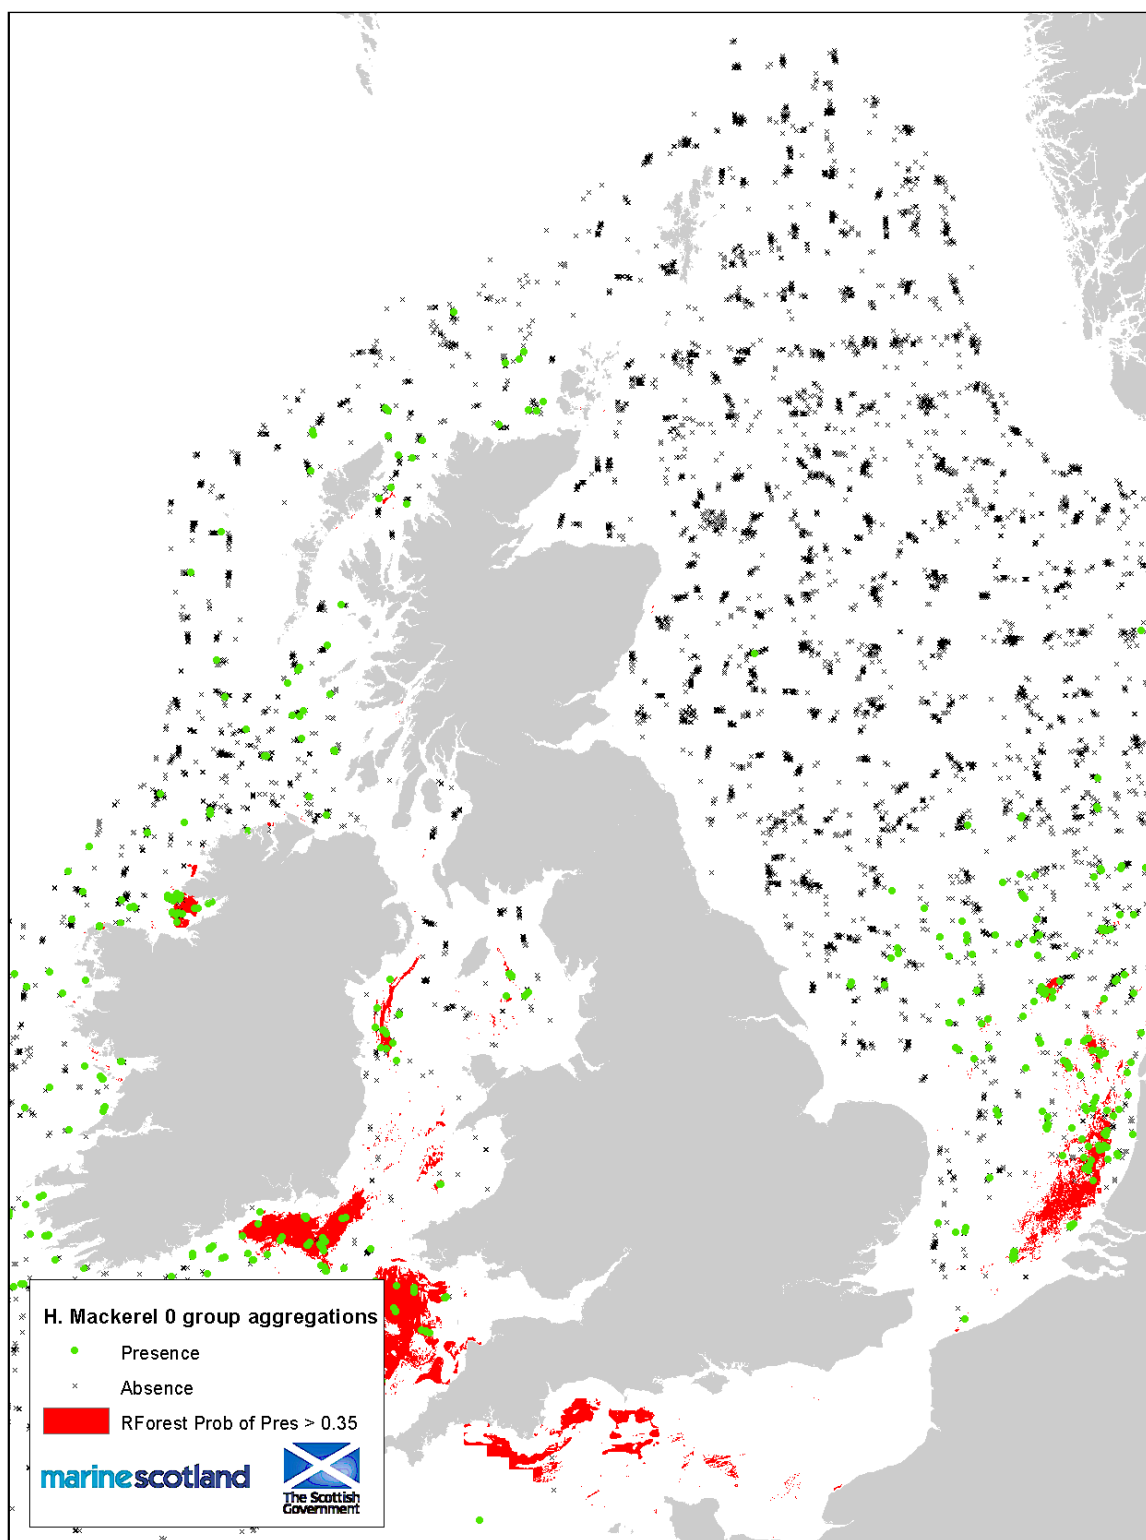 H. Mackerel 0 group aggregations
Presence
Absence
RForest Prob of Pres > 0.35
marinescotland
The Scottish
Government